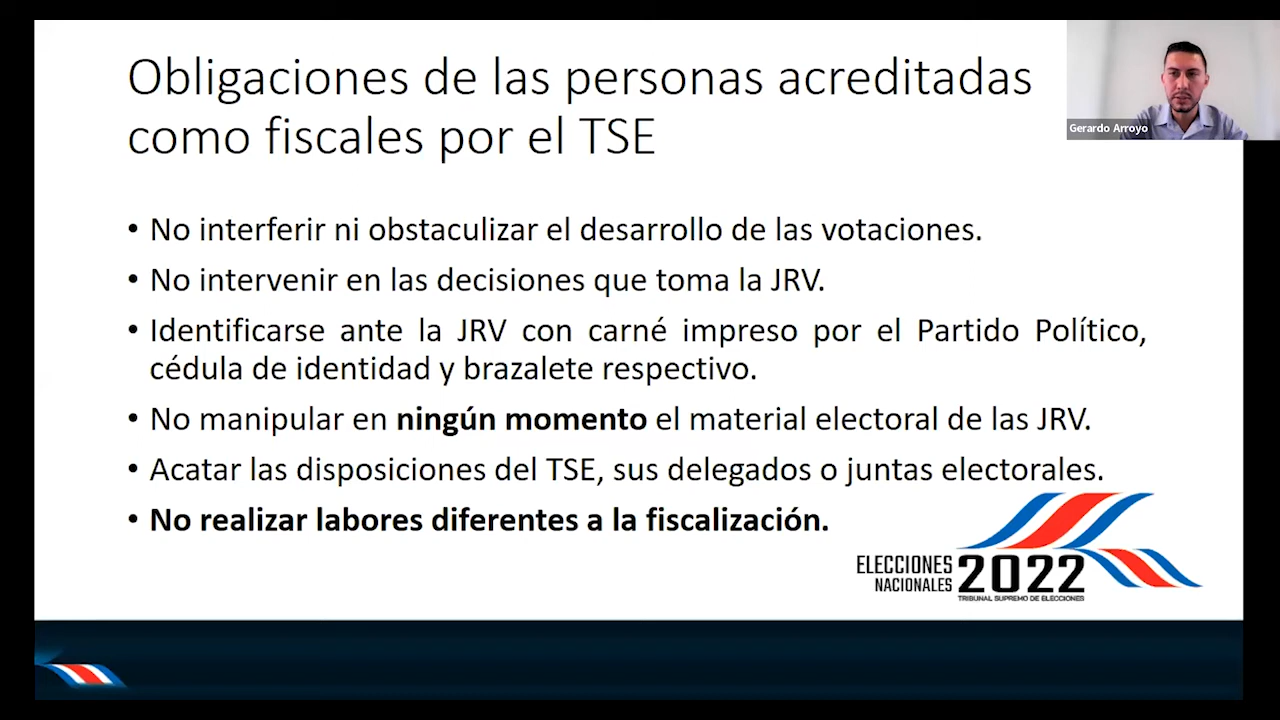 Obligaciones de las personas acreditadas
como fiscales por el TSE
Gerardo Arroyo
• No interferir ni obstaculizar el desarrollo de las votaciones.
• No intervenir en las decisiones que toma la JRV.
• Identificarse ante la JRV con carné impreso por el Partido Político,
cédula de identidad y brazalete respectivo.
• No manipular en ningún momento el material electoral de las JRV.
• Acatar las disposiciones del TSE, sus delegados o juntas electorales.
• No realizar labores diferentes a la fiscalización.
ELECCIONES
NACIONALES
2022
TRIBUNAL SUPREMO DE ELECCIONES